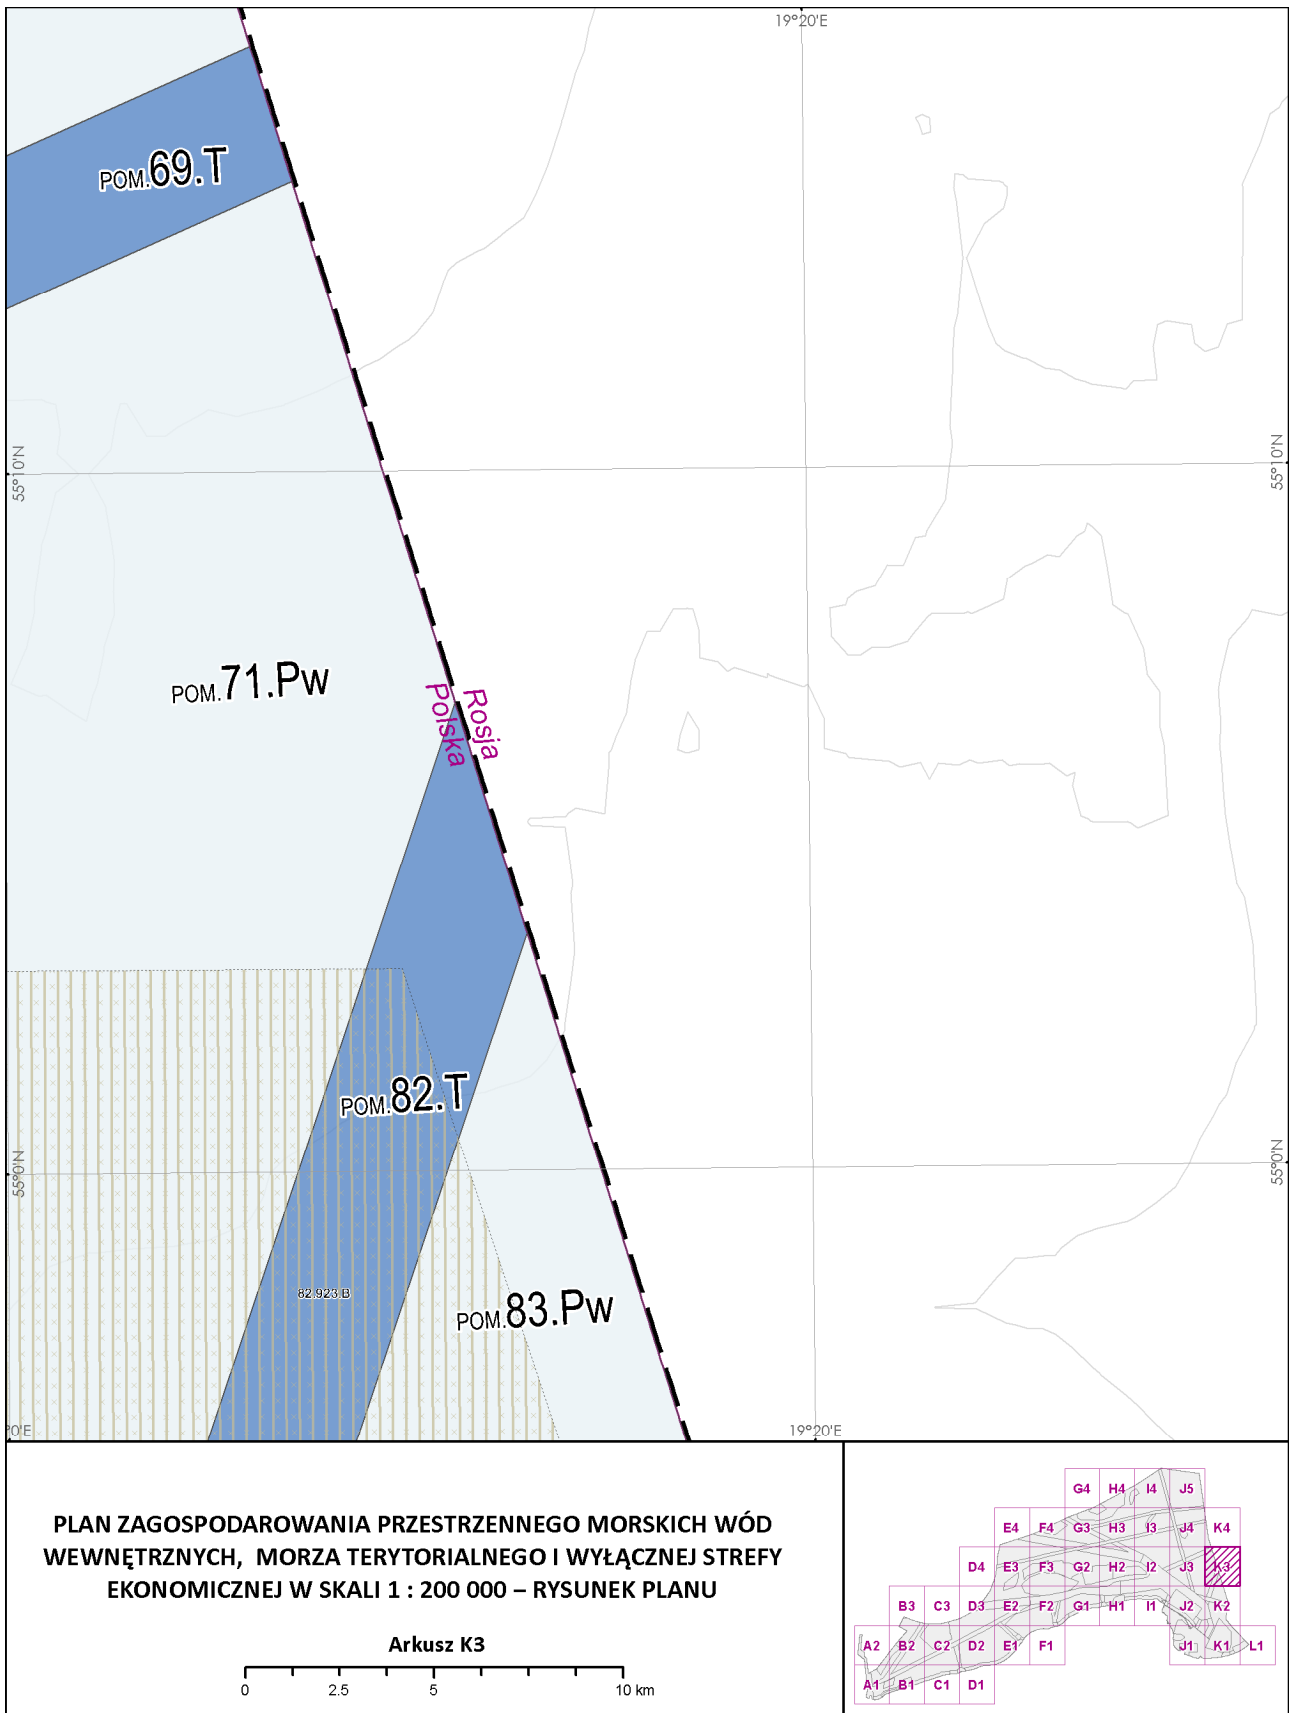 19°20'E
POM.69.T
55°10'N
55°10'N
POM.71.Pw
Polska
Rosja
POM.82.T
55°0'N
55°0'N
82.923.B
POM.83.Pw
0'E
19°20'E
PLAN ZAGOSPODAROWANIA PRZESTRZENNEGO MORSKICH WÓD
WEWNĘTRZNYCH, MORZA TERYTORIALNEGO I WYŁĄCZNEJ STREFY
EKONOMICZNEJ W SKALI 1 : 200 000 – RYSUNEK PLANU
Arkusz K3
0 2.5 5 10 km
G4 H4 I4 J5
E4 F4 G3 H3 I3 J4 K4
D4 E3 F3 G2 H2 I2 J3 K3
B3 C3 D3 E2 F2 G1 H1 I1 J2 K2
A2 B2 C2 D2 E1 F1 J1 K1 L1
A1 B1 C1 D1